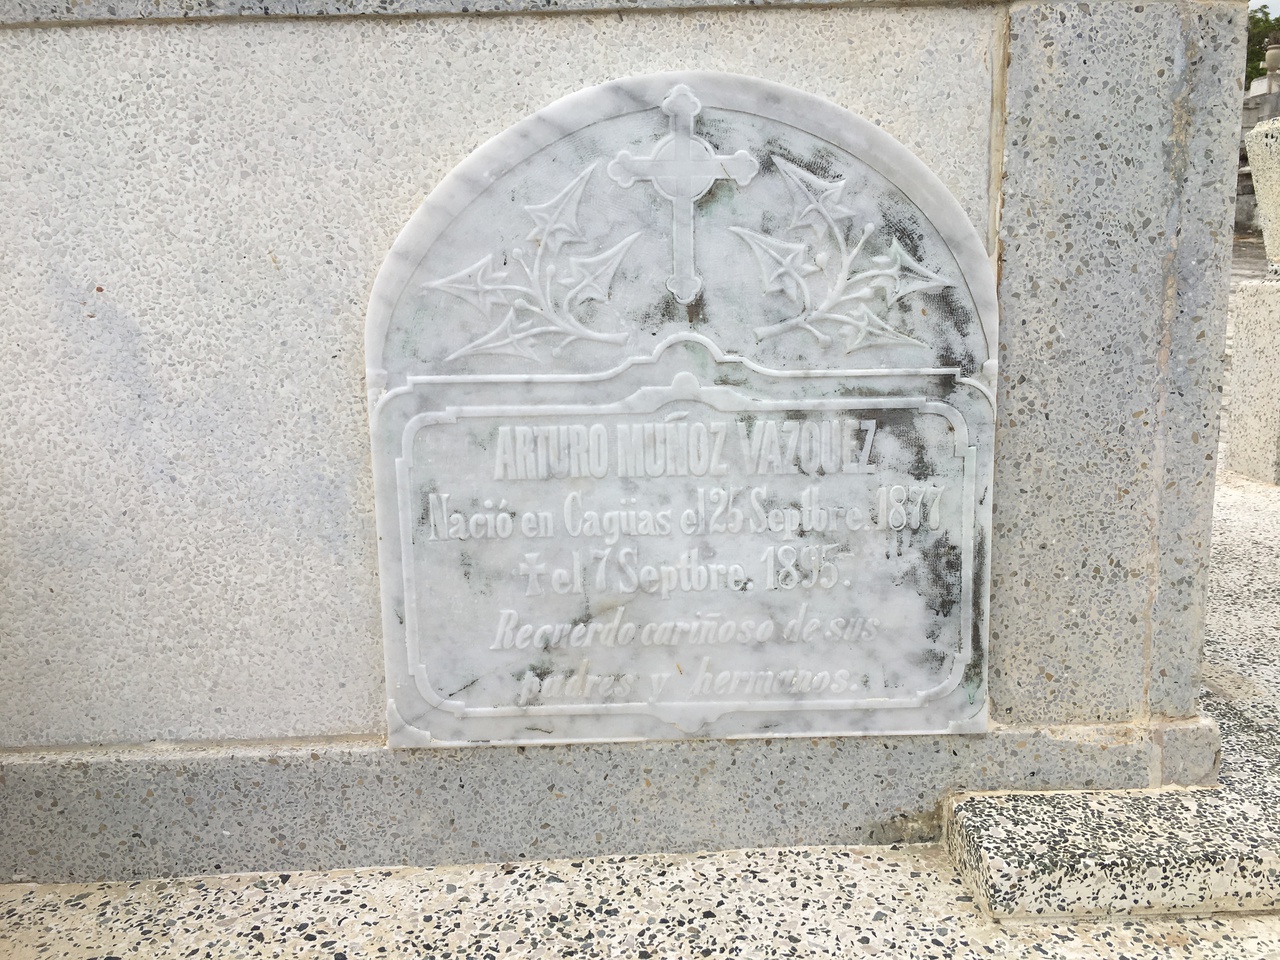 ARTURO MUÑOZ VAZQUEZ
Nació en Cagüas el 25 Septbre. 1877
† el 7 Septbre. 1895.
Recuerdo cariñoso de sus
padres y hermanos.